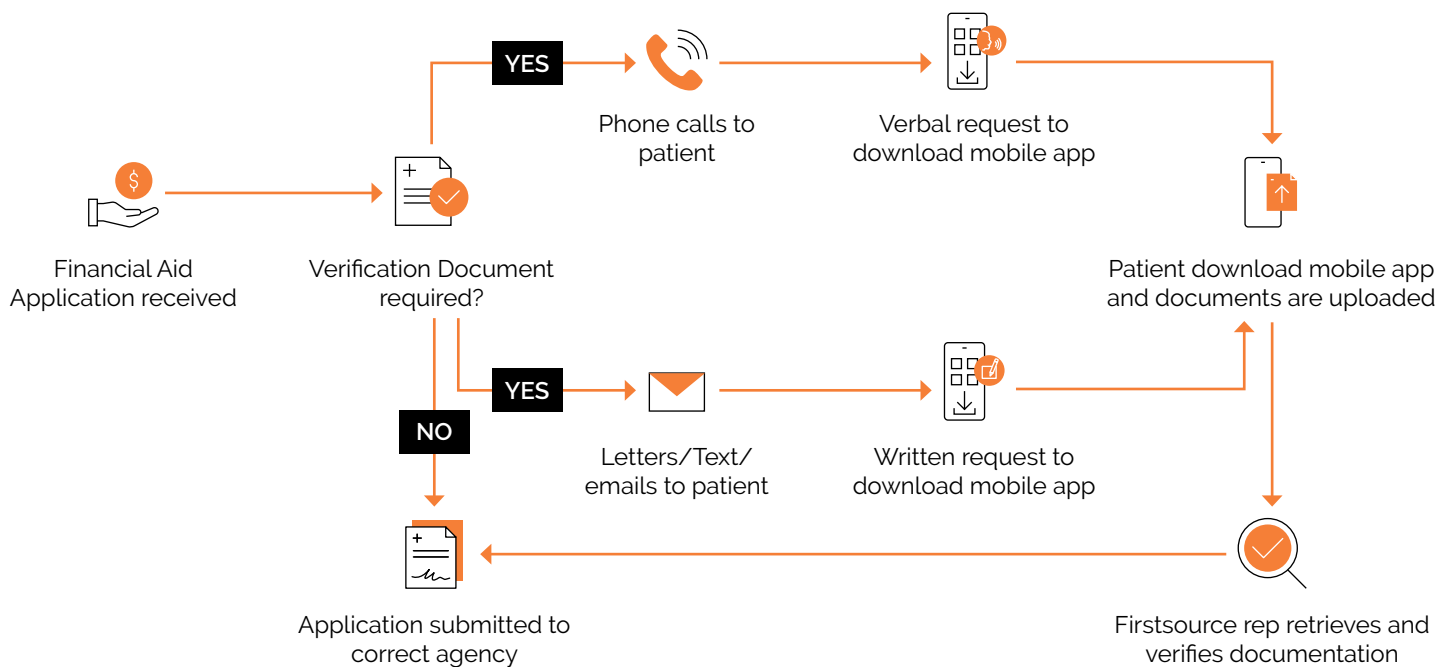 YES
Phone calls to
patient
Verbal request to
download mobile app
$
Financial Aid
Application received
Verification Document
required?
Patient download mobile app
and documents are uploaded
YES
NO
Letters/Text/
emails to patient
Written request to
download mobile app
Application submitted to
correct agency
Firstsource rep retrieves and
verifies documentation